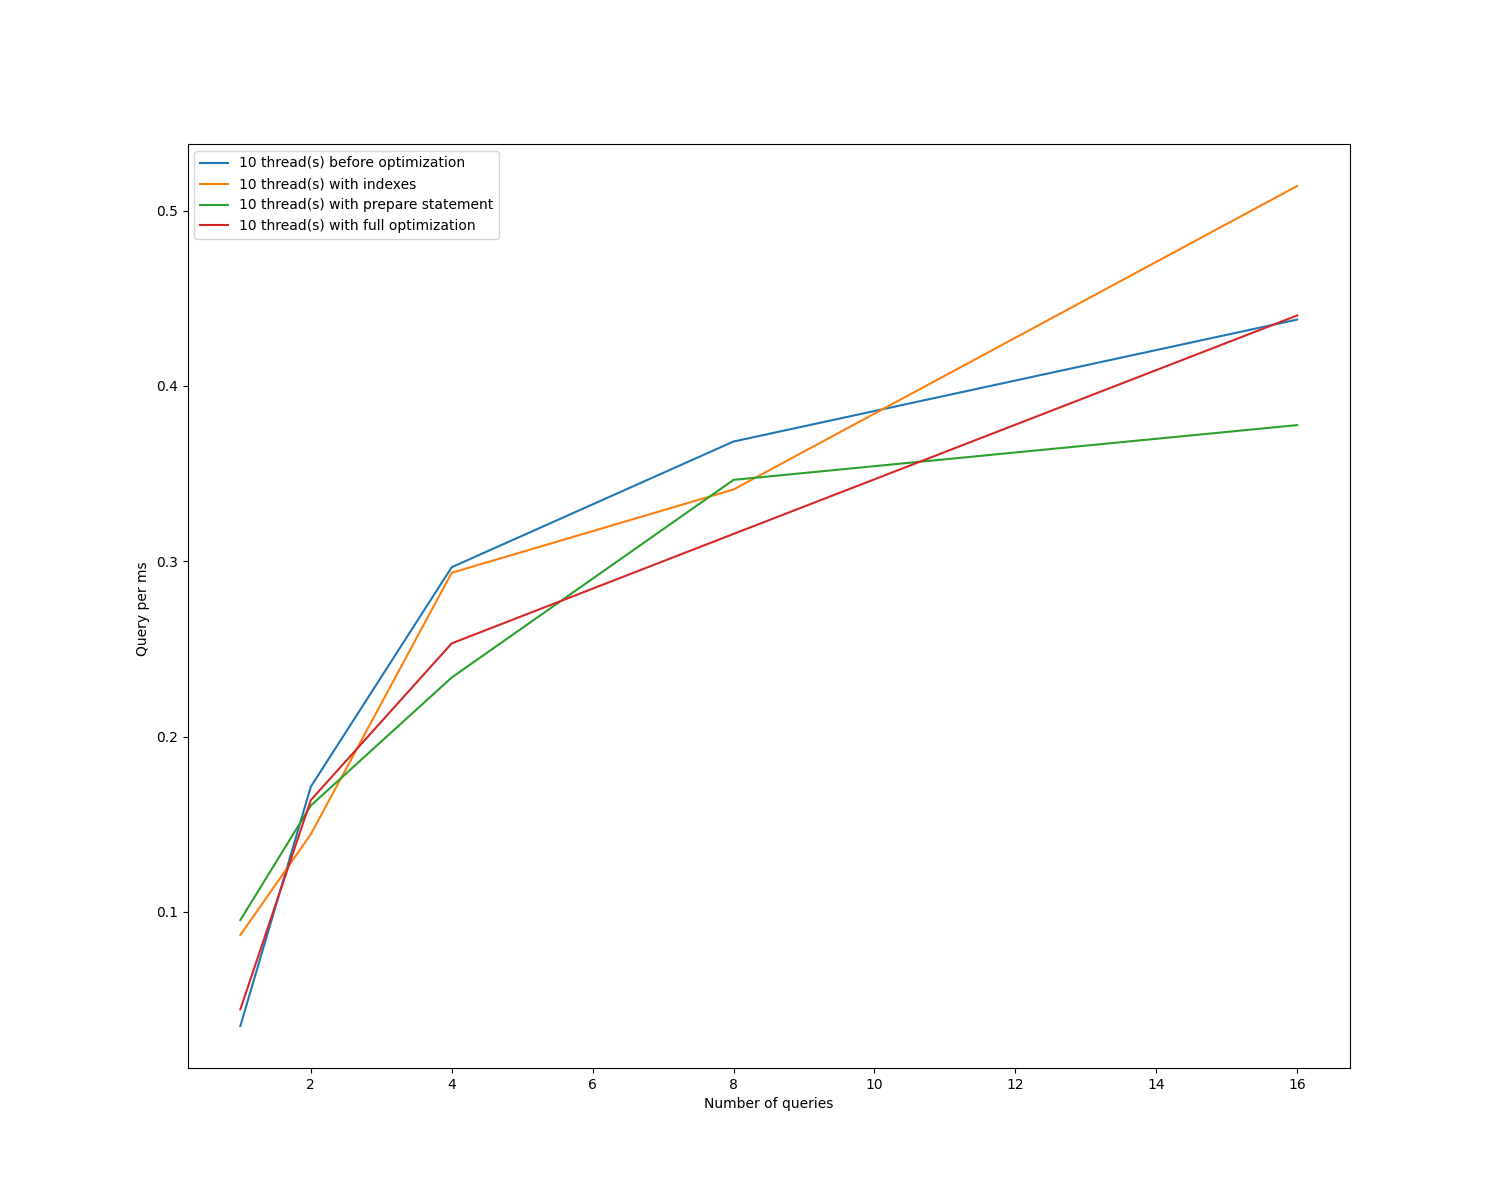 10 thread(s) before optimization
10 thread(s) with indexes
10 thread(s) with prepare statement
10 thread(s) with full optimization
0.5
0.4
0.3
0.2
0.1
Query per ms
2 4 6 8 10 12 14 16
Number of queries